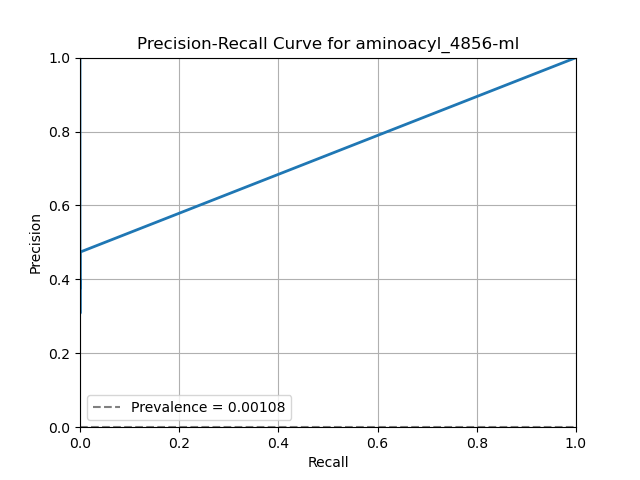 Precision-Recall Curve for aminoacyl_4856-ml
1.0
0.8
0.6
0.4
0.2
0.0
Precision
Prevalence = 0.00108
0.0 0.2 0.4 0.6 0.8 1.0
Recall